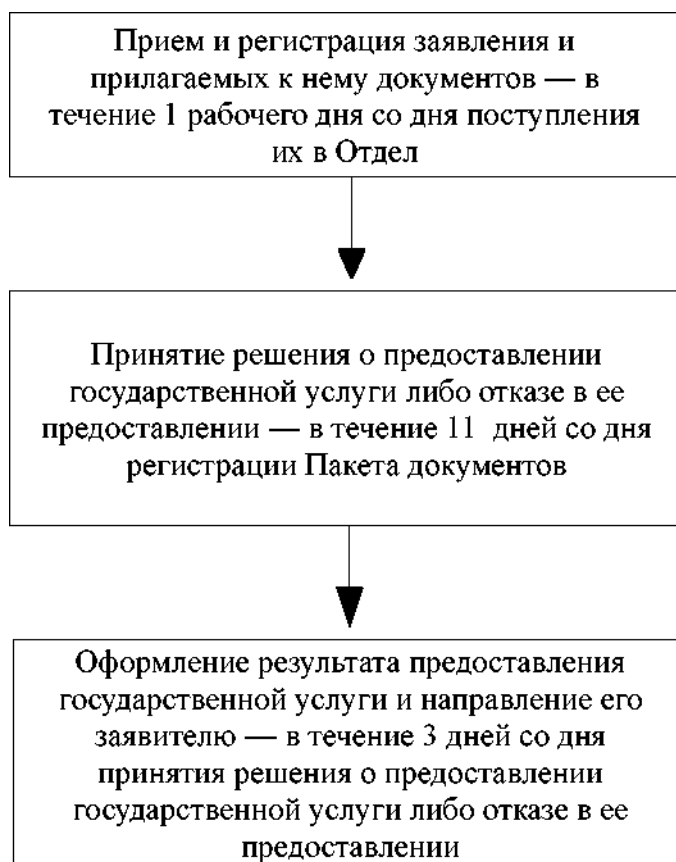 Прием и регистрация заявления и
прилагаемых к нему документов — в
течение 1 рабочего дня со дня поступления
их в Отдел
Принятие решения о предоставлении
государственной услуги либо отказе в ее
предоставлении — в течение 11 дней со дня
регистрации Пакета документов
Оформление результата предоставления
государственной услуги и направление его
заявителю — в течение 3 дней со дня
принятия решения о предоставлении
государственной услуги либо отказе в ее
предоставлении